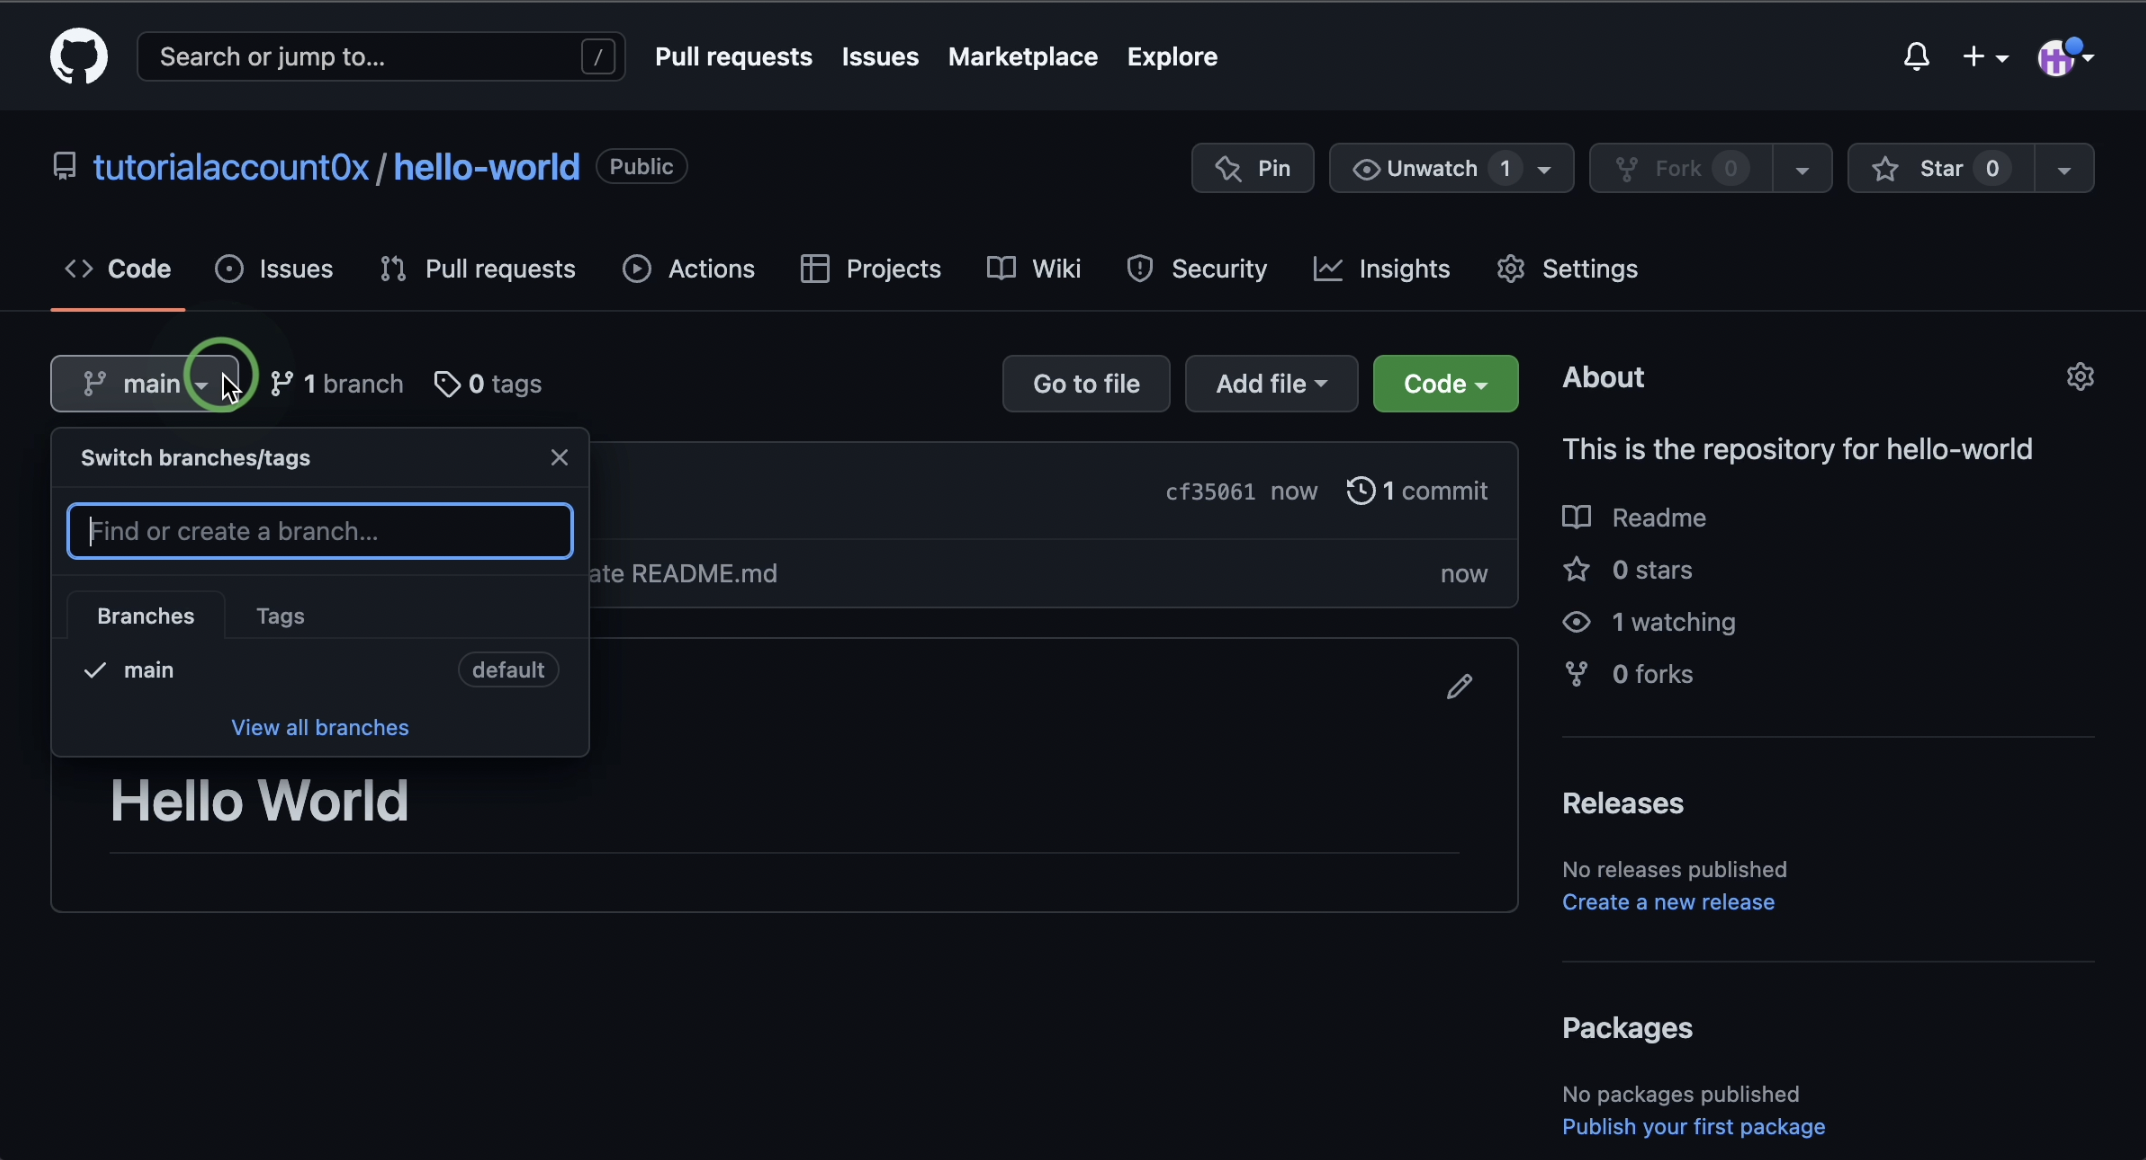 Search or jump to... /
Pull requests Issues Marketplace Explore
tutorialaccount0x / hello-world Public
Pin Unwatch 1 Fork 0 Star 0
Code Issues Pull requests Actions Projects Wiki Security Insights Settings
main 1 branch 0 tags Go to file Add file Code
Switch branches/tags
Find or create a branch...
Branches Tags
main default
View all branches
cf35061 now 1 commit
ate README.md now
Hello World
About
This is the repository for hello-world
Readme
0 stars
1 watching
0 forks
Releases
No releases published
Create a new release
Packages
No packages published
Publish your first package